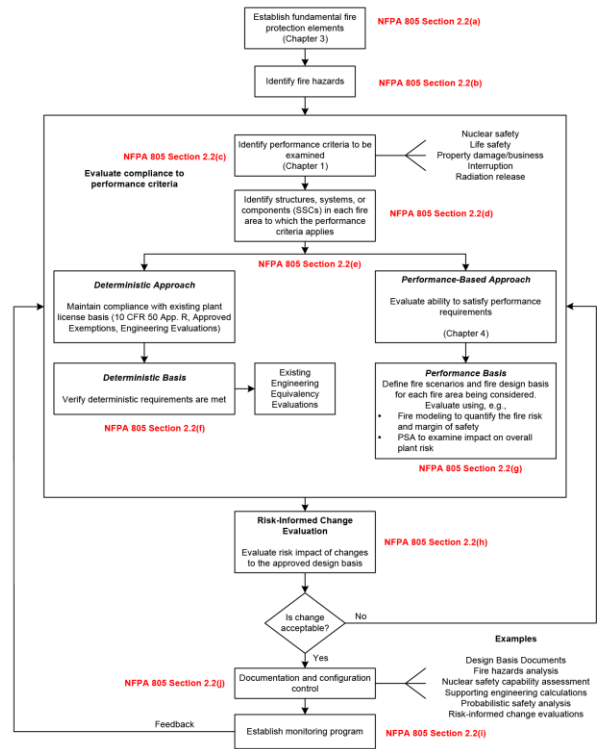 Establish fundamental fire
protection elements
(Chapter 3)
NFPA 805 Section 2.2(a)
Identify fire hazards
NFPA 805 Section 2.2(b)
NFPA 805 Section 2.2(c)
Identify performance criteria to be
examined
(Chapter 1)
Nuclear safety
Life safety
Property damage/business
Interruption
Radiation release
Evaluate compliance to
performance criteria
Identify structures, systems, or
components (SSCs) in each fire
area to which the performance
criteria applies
NFPA 805 Section 2.2(d)
NFPA 805 Section 2.2(e)
Deterministic Approach
Maintain compliance with existing plant
license basis (10 CFR 50 App. R, Approved
Exemptions, Engineering Evaluations)
Performance-Based Approach
Evaluate ability to satisfy performance
requirements
(Chapter 4)
Deterministic Basis
Verify deterministic requirements are met
Existing
Engineering
Equivalency
Evaluations
NFPA 805 Section 2.2(f)
Performance Basis
Define fire scenarios and fire design basis
for each fire area being considered.
Evaluate using, e.g.,
• Fire modeling to quantify the fire risk
and margin of safety
• PSA to examine impact on overall
plant risk
NFPA 805 Section 2.2(g)
Risk-Informed Change
Evaluation
Evaluate risk impact of changes
to the approved design basis
NFPA 805 Section 2.2(h)
Is change
acceptable?
No
Yes
Examples
NFPA 805 Section 2.2(j)
Documentation and configuration
control
Design Basis Documents
Fire hazards analysis
Nuclear safety capability assessment
Supporting engineering calculations
Probabilistic safety analysis
Risk-informed change evaluations
Feedback
Establish monitoring program
NFPA 805 Section 2.2(i)